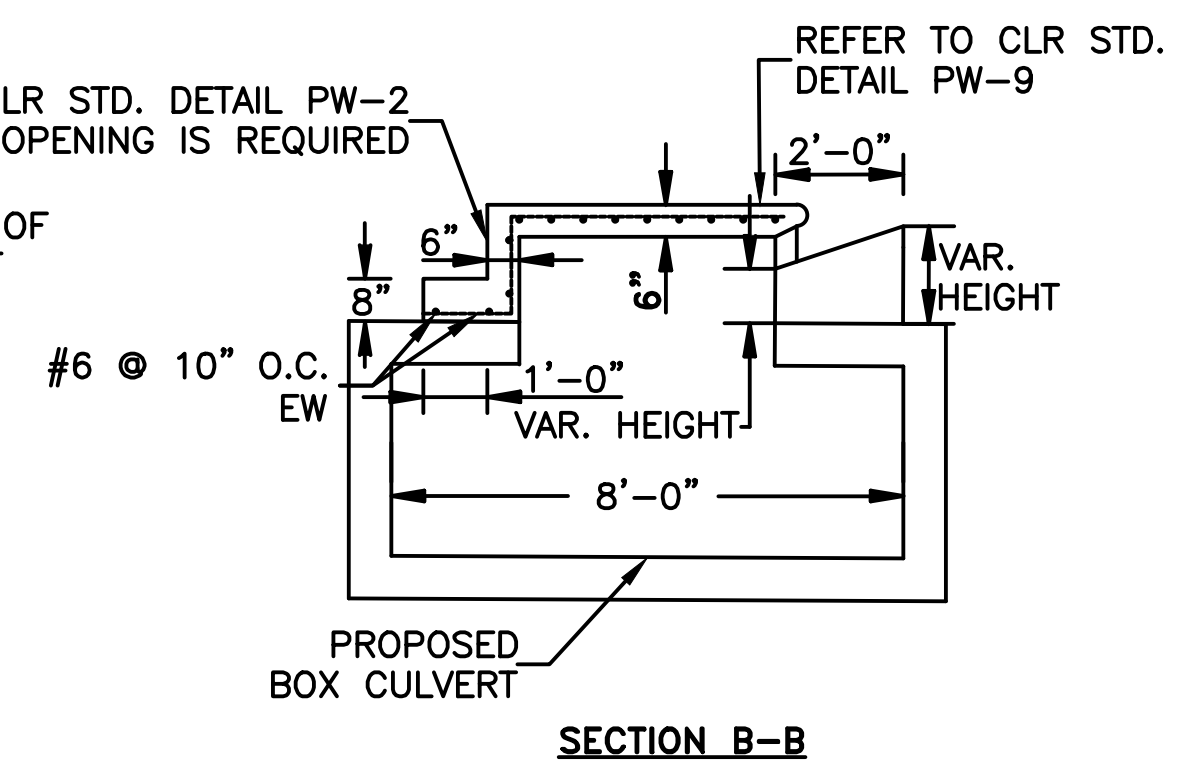 REFER TO CLR STD.
DETAIL PW-9
LR STD. DETAIL PW-2
OPENING IS REQUIRED
2'-0"
OF
6"
VAR.
HEIGHT
8"
6"
#6 @ 10" O.C.
EW
1'-0"
VAR. HEIGHT
8'-0"
PROPOSED
BOX CULVERT
SECTION B-B